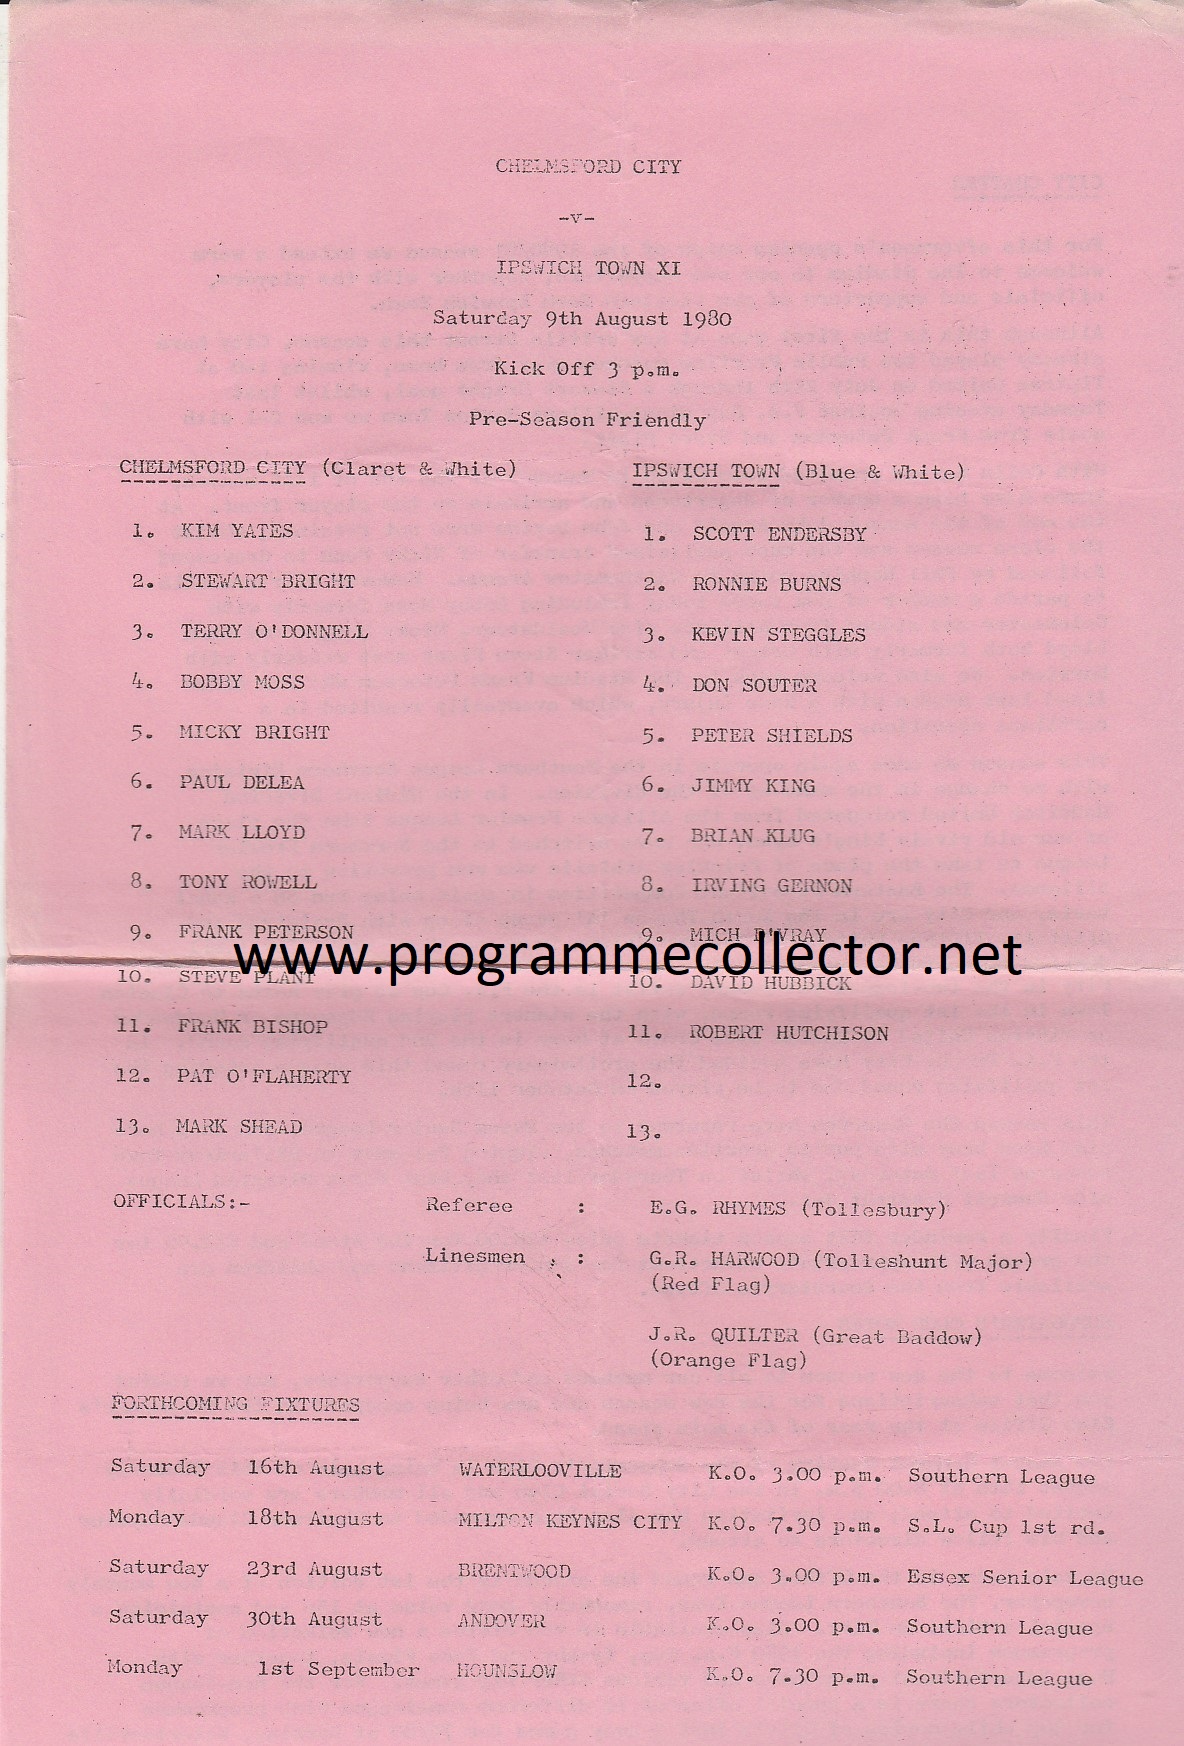 CHELMSFORD CITY
-v-
IPSWICH TOWN XI
Saturday 9th August 1980
Kick Off 3 p.m.
Pre-Season Friendly
CHELMSFORD CITY (Claret & White) IPSWICH TOWN (Blue & White)
1. KIM YATES 1. SCOTT ENDERSBY
2. STEWART BRIGHT 2. RONNIE BURNS
3. TERRY O'DONNELL 3. KEVIN STEGGLES
4. BOBBY MOSS 4. DON SOUTER
5. MICKY BRIGHT 5. PETER SHIELDS
6. PAUL DELEA 6. JIMMY KING
7. MARK LLOYD 7. BRIAN KLUG
8. TONY ROWELL 8. IRVING GERNON
9. FRANK PETERSON 9. MICH D'VRAY
www.programmecollector.net
10. STEVE PLANT 10. DAVID HUBBICK
11. FRANK BISHOP 11. ROBERT HUTCHISON
12. PAT O'FLAHERTY 12.
13. MARK SHEAD 13.
OFFICIALS:- Referee : E.G. RHYMES (Tollesbury)
Linesmen : G.R. HARWOOD (Tolleshunt Major)
(Red Flag)
J.R. QUILTER (Great Baddow)
(Orange Flag)
FORTHCOMING FIXTURES
Saturday 16th August WATERLOOVILLE K.O. 3.00 p.m. Southern League
Monday 18th August MILTON KEYNES CITY K.O. 7.30 p.m. S.L. Cup 1st rd.
Saturday 23rd August BRENTWOOD K.O. 3.00 p.m. Essex Senior League
Saturday 30th August ANDOVER K.O. 3.00 p.m. Southern League
Monday 1st September HOUNSLOW K.O. 7.30 p.m. Southern League